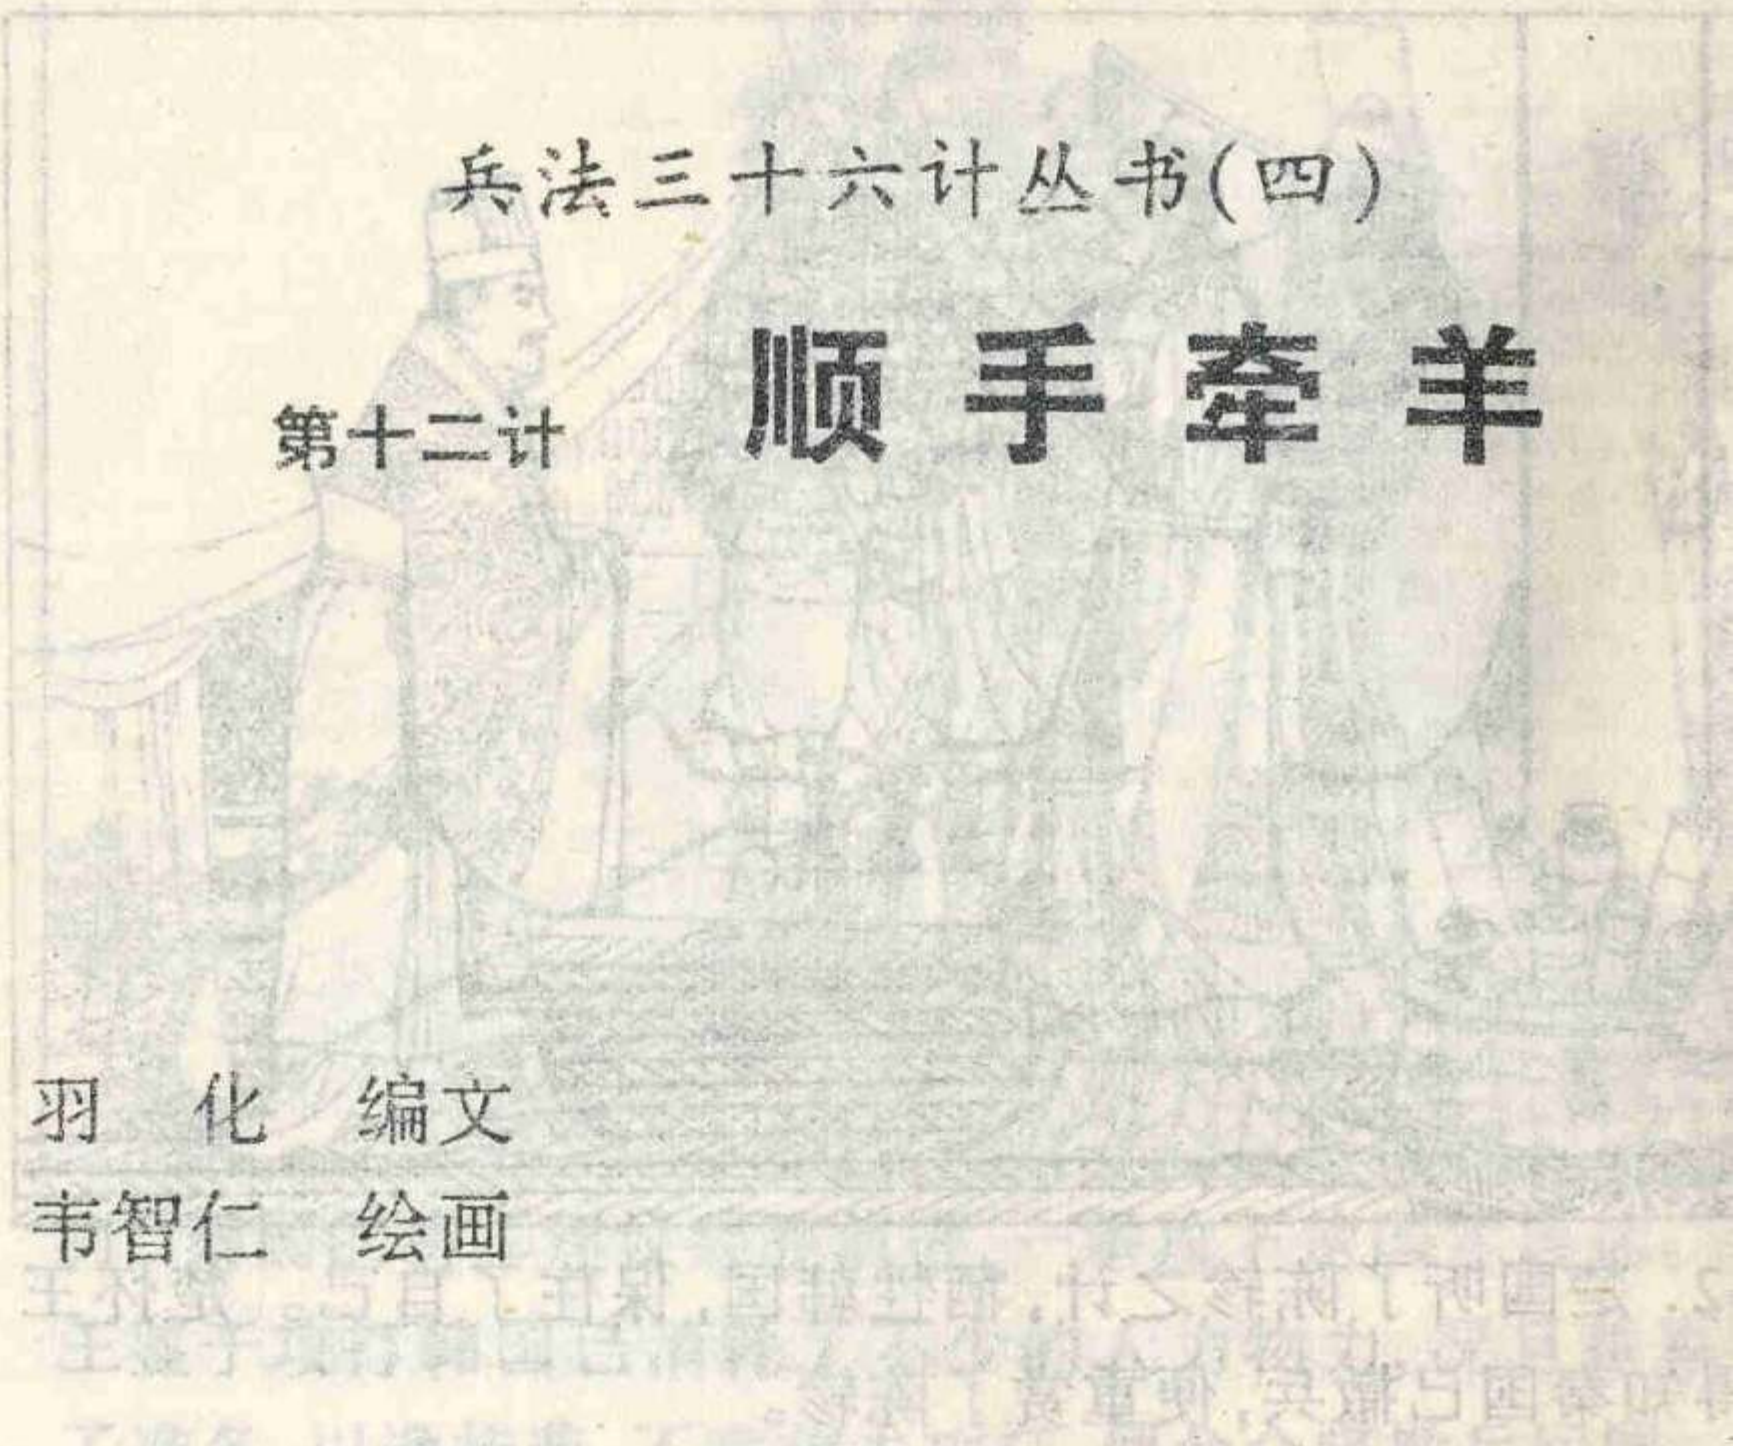 兵法三十六计丛书(四)
第十二计 顺手牵羊
羽 化 编文
韦智仁 绘画